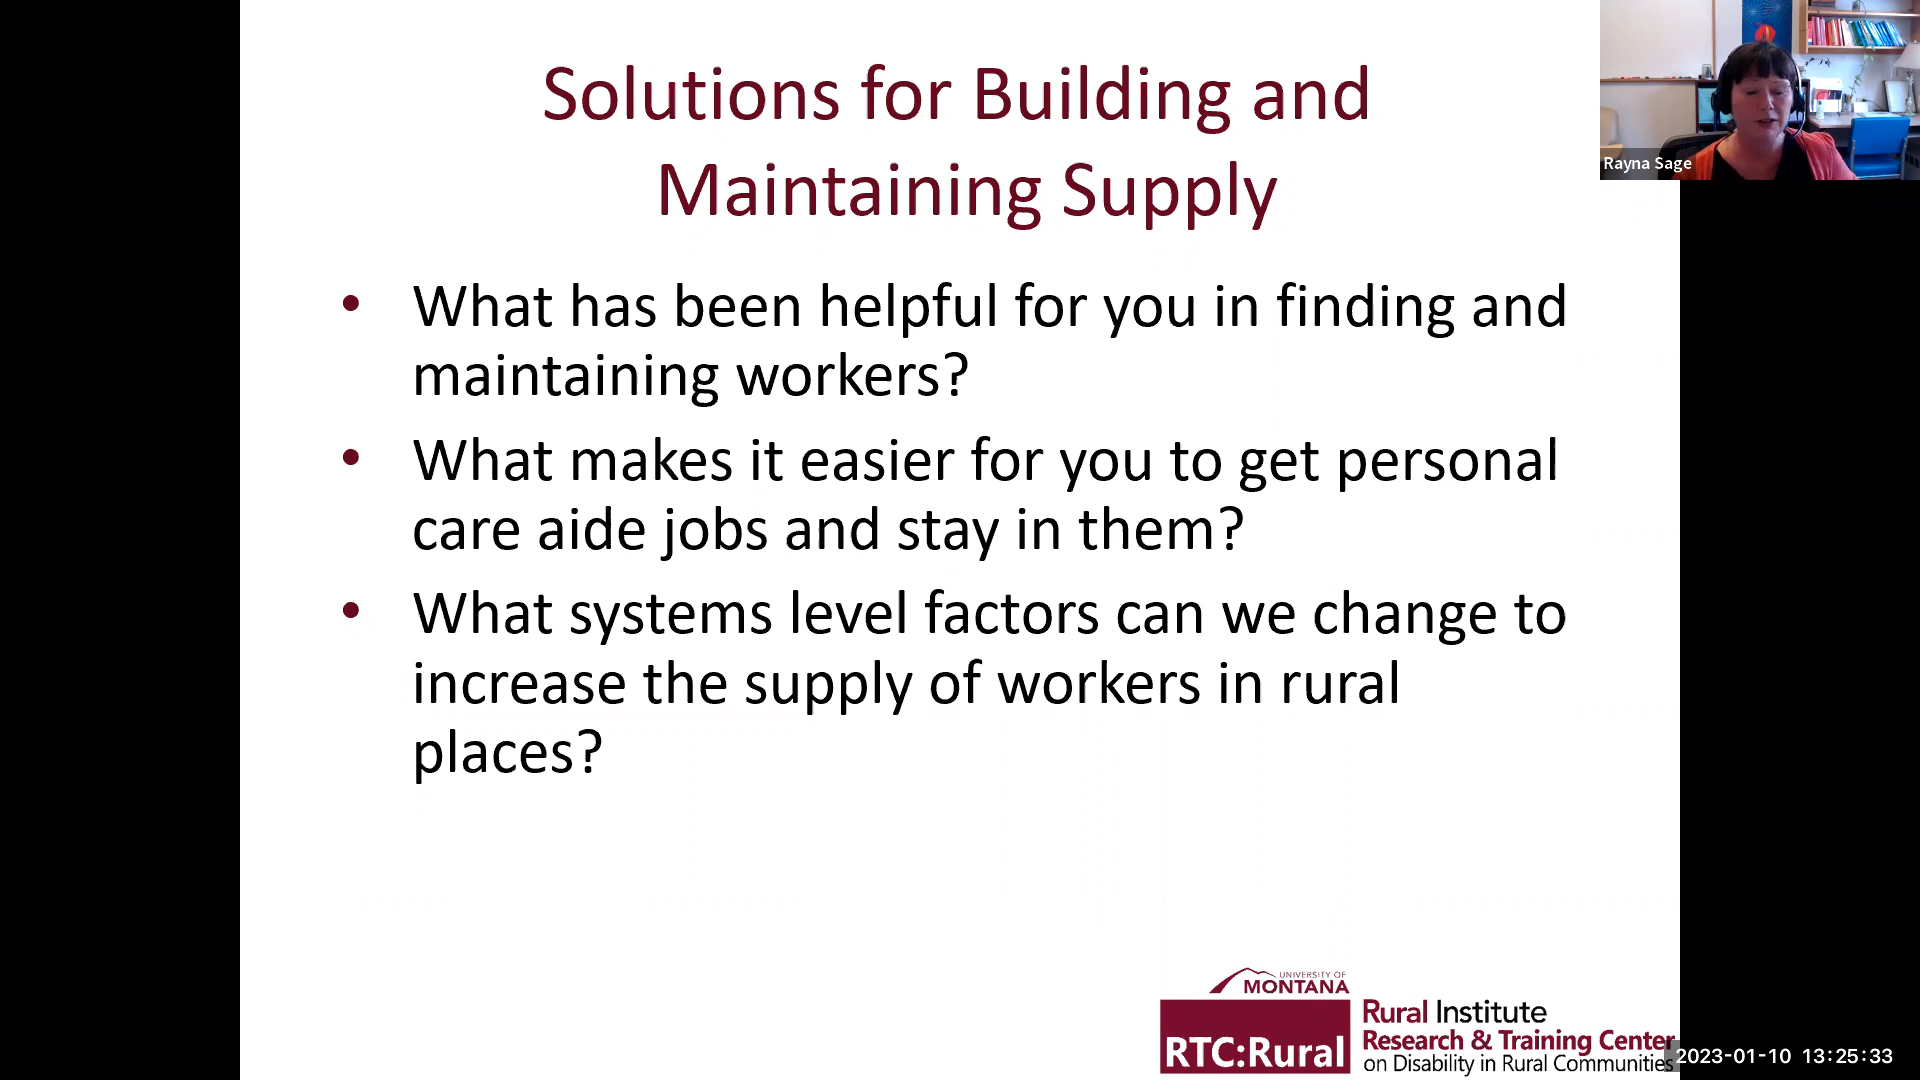 Solutions for Building and
Maintaining Supply
• What has been helpful for you in finding and
maintaining workers?
• What makes it easier for you to get personal
care aide jobs and stay in them?
• What systems level factors can we change to
increase the supply of workers in rural
places?
Rayna Sage
UNIVERSITY OF
MONTANA
RTC:Rural
Rural Institute
Research & Training Center
on Disability in Rural Communities
2023-01-10 13:25:33